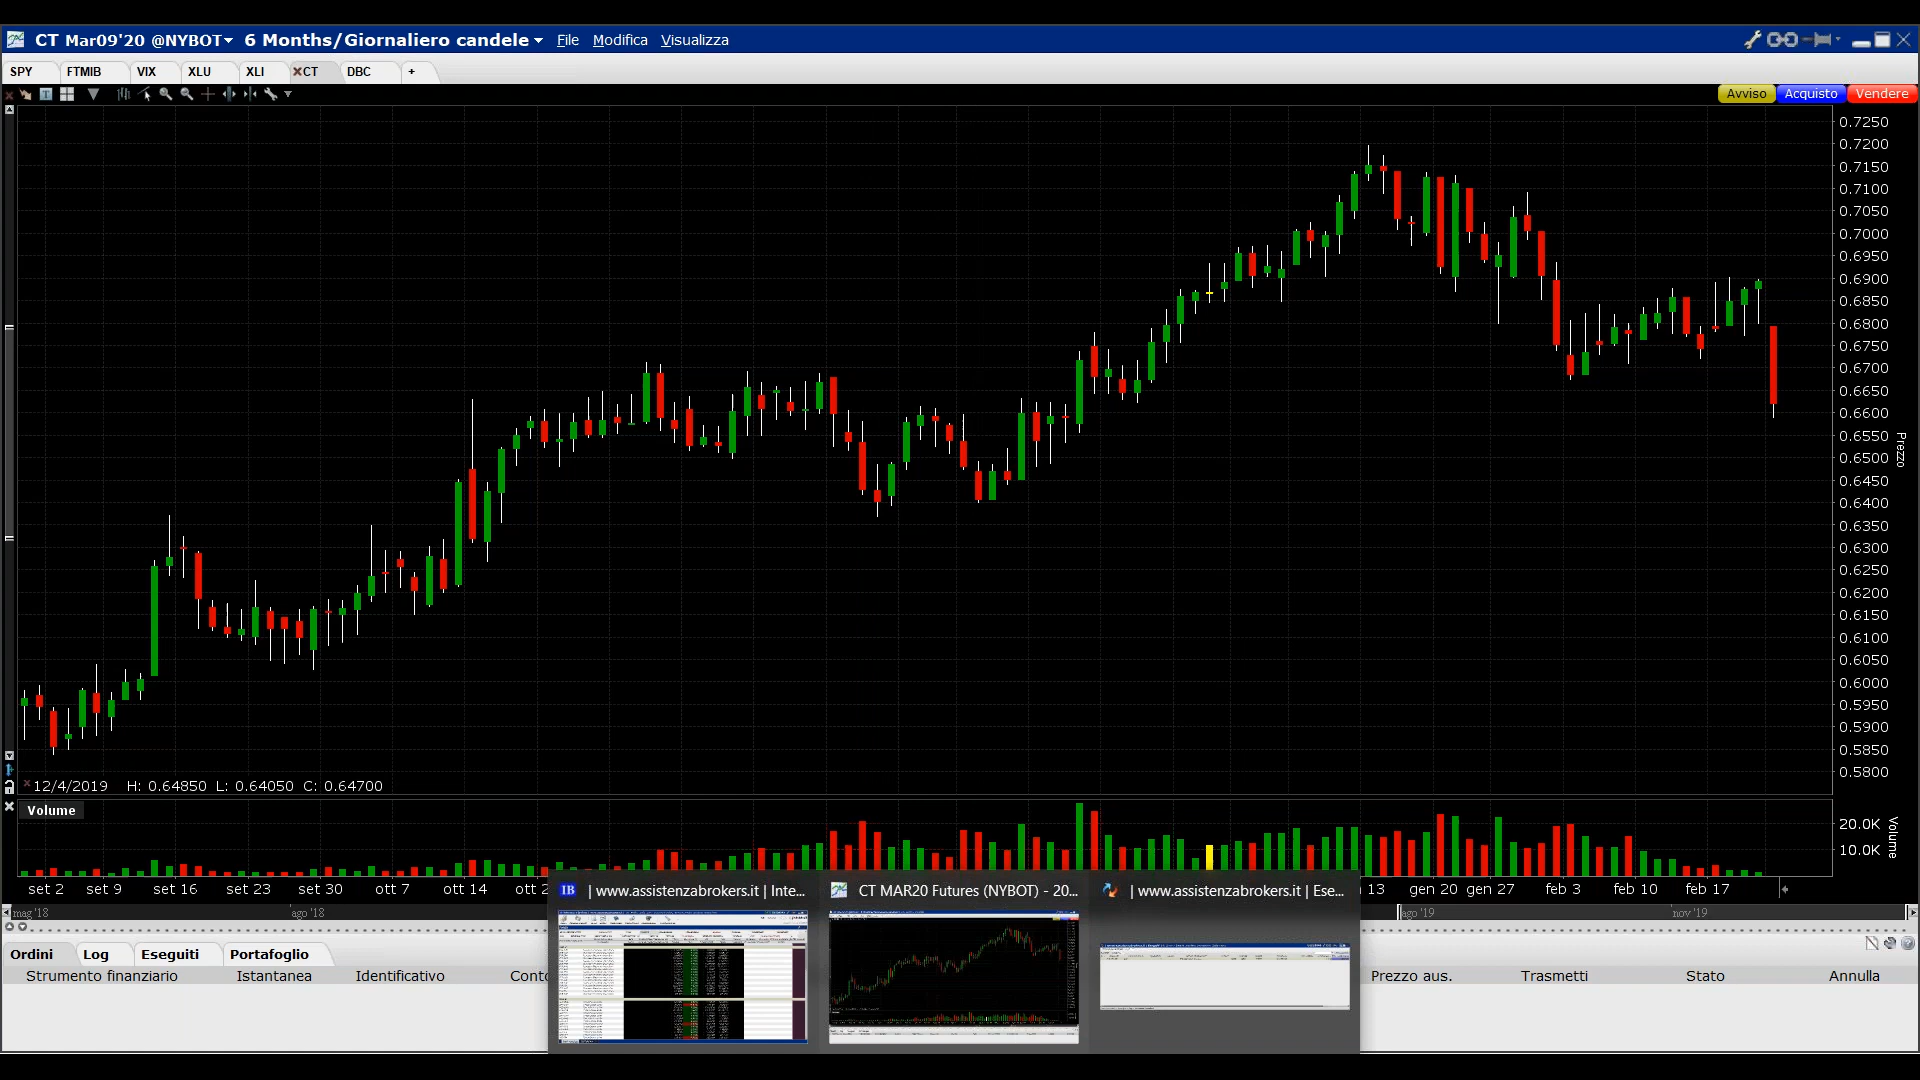 CT Mar09'20 @NYBOT 6 Months/Giornaliero candele File Modifica Visualizza
SPY FTMIB VIX XLU XLI CT DBC +
Avviso Acquisto Vendere
0.7250
0.7200
0.7150
0.7100
0.7050
0.7000
0.6950
0.6900
0.6850
0.6800
0.6750
0.6700
0.6650
0.6600
0.6550
0.6500
0.6450
0.6400
0.6350
0.6300
0.6250
0.6200
0.6150
0.6100
0.6050
0.6000
0.5950
0.5900
0.5850
0.5800
Prezzo
12/4/2019 H: 0.64850 L: 0.64050 C: 0.64700
Volume
20.0K
10.0K
Volume
set 2 set 9 set 16 set 23 set 30 ott 7 ott 14 ott 2 13 gen 20 gen 27 feb 3 feb 10 feb 17
IB | www.assistenzabrokers.it | Inte... CT MAR20 Futures (NYBOT) - 20... | www.assistenzabrokers.it | Ese...
mag '18 ago '18 ago '19 nov '19
Ordini Log Eseguiti Portafoglio
Strumento finanziario Istantanea Identificativo Conto Prezzo aus. Trasmetti Stato Annulla